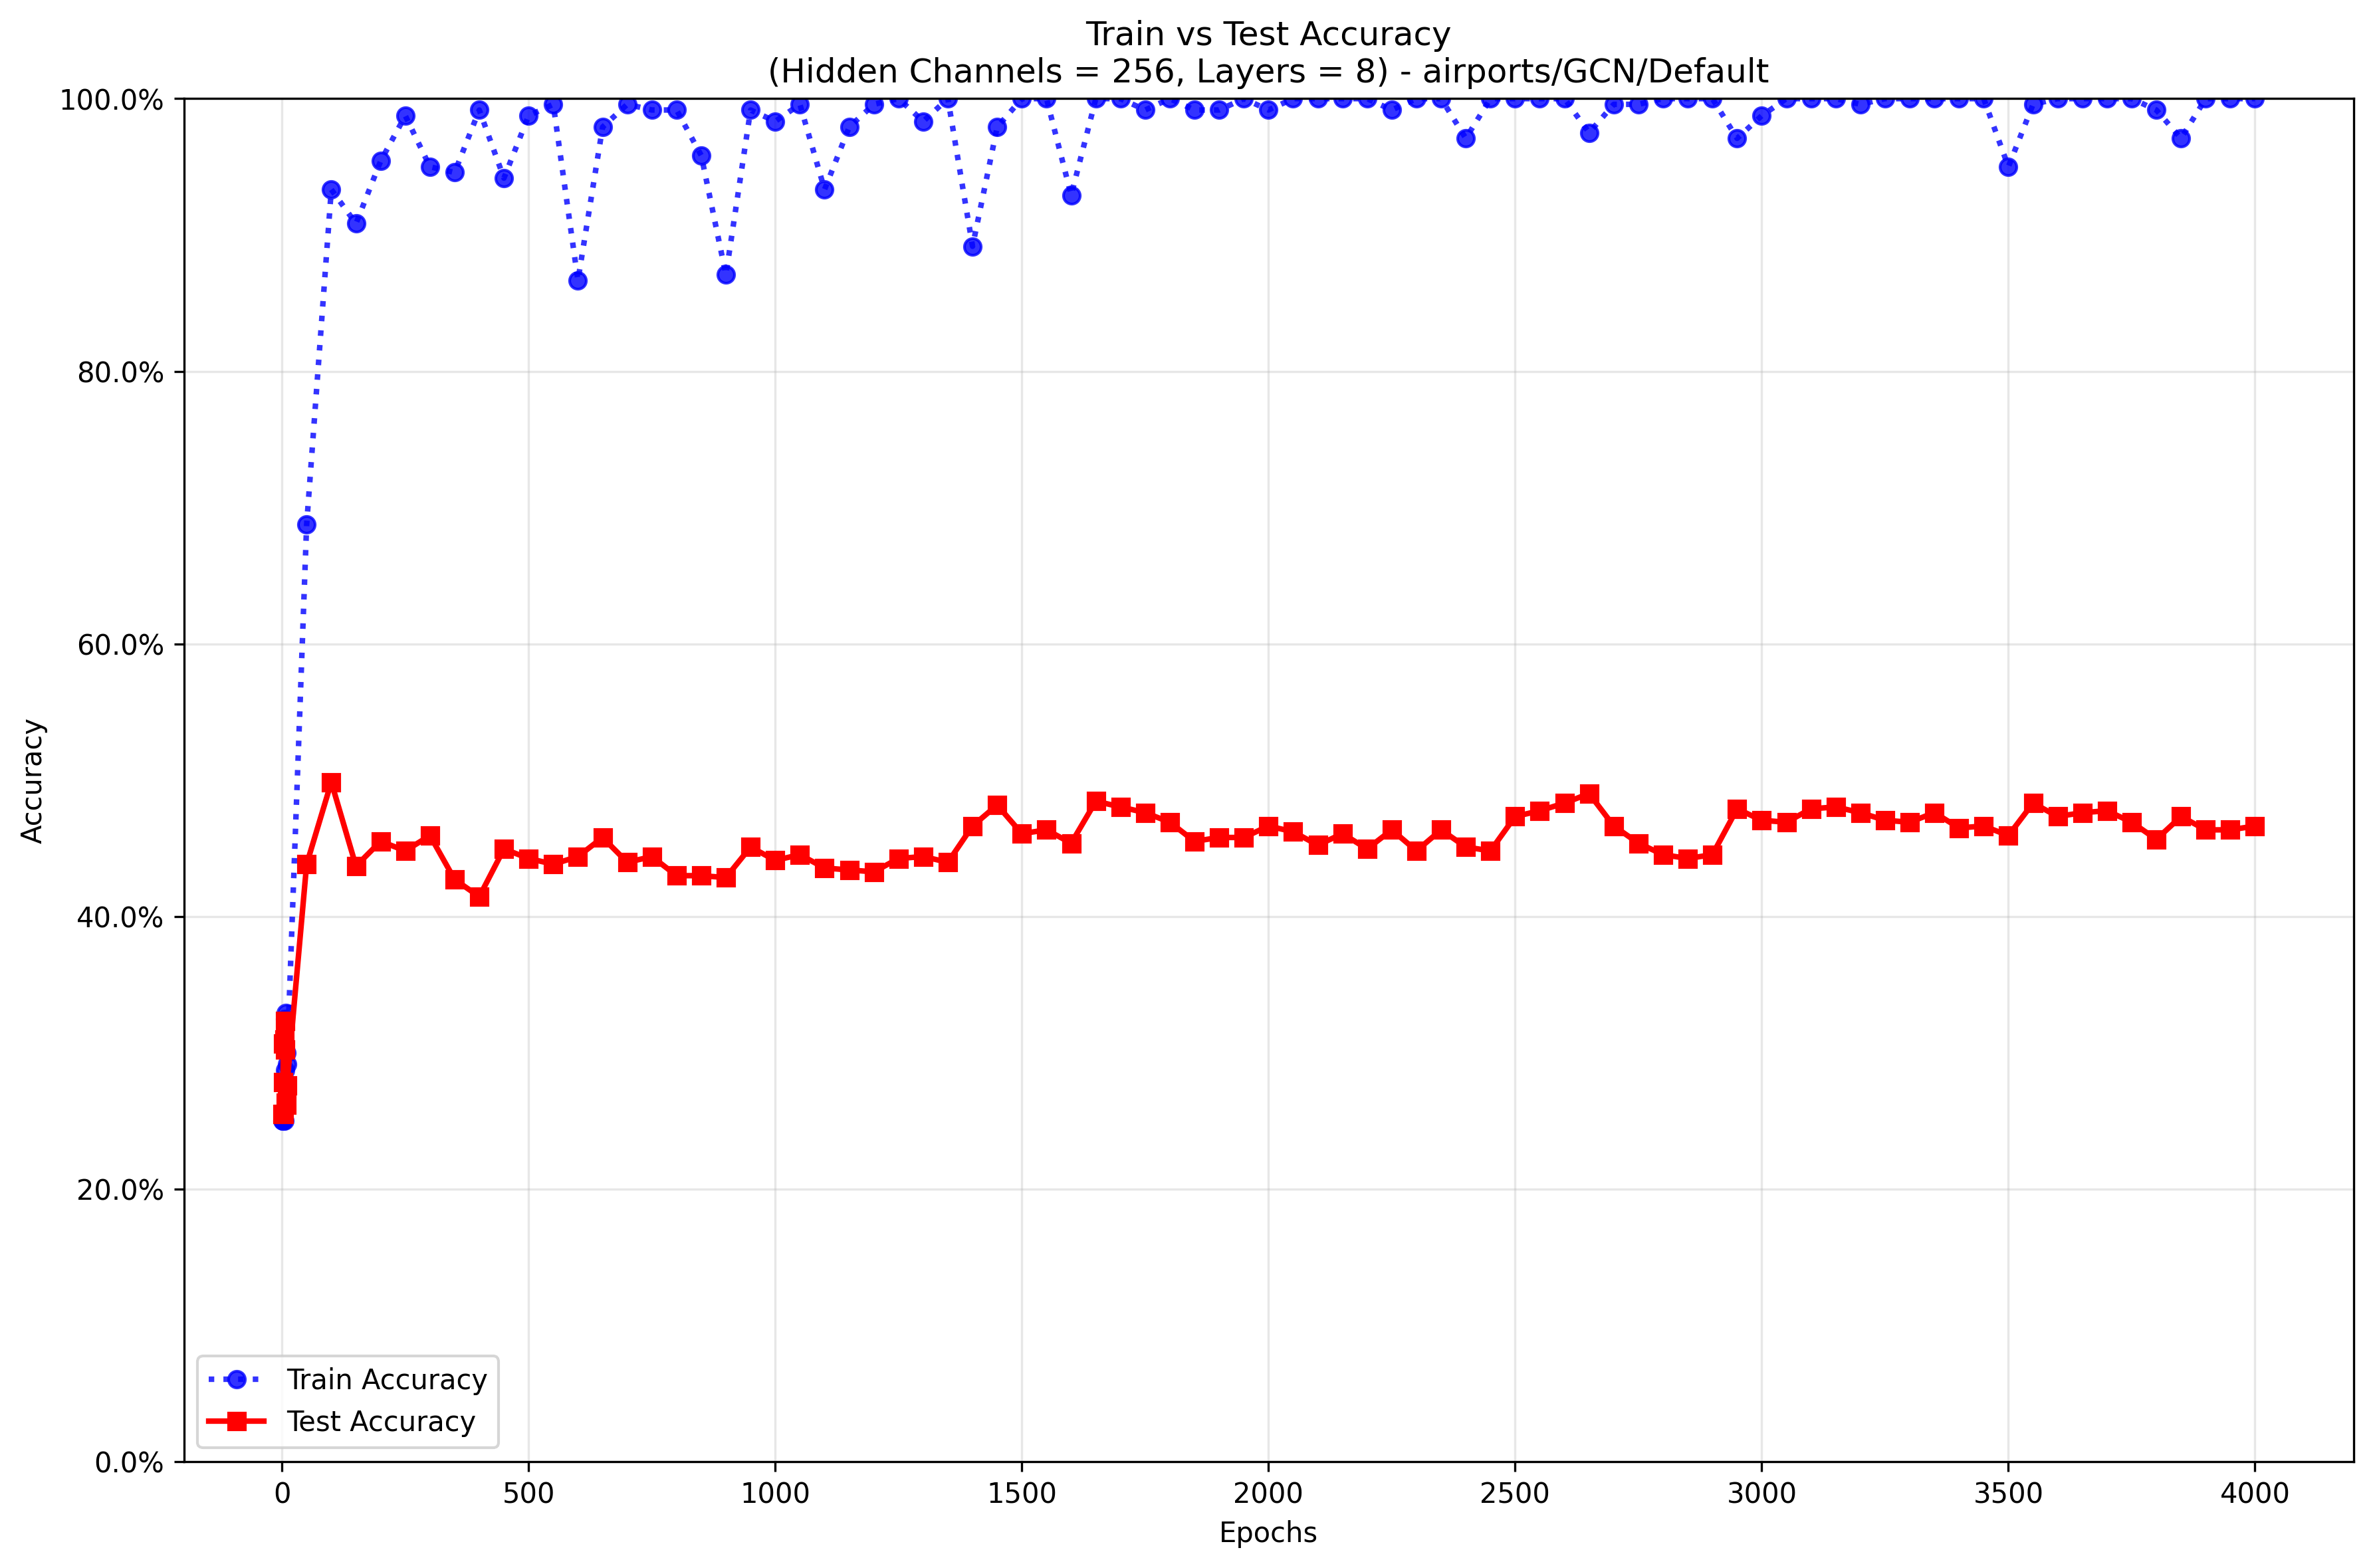 Train vs Test Accuracy
(Hidden Channels = 256, Layers = 8) - airports/GCN/Default
100.0%
80.0%
60.0%
40.0%
20.0%
0.0%
Accuracy
Train Accuracy
Test Accuracy
0 500 1000 1500 2000 2500 3000 3500 4000
Epochs